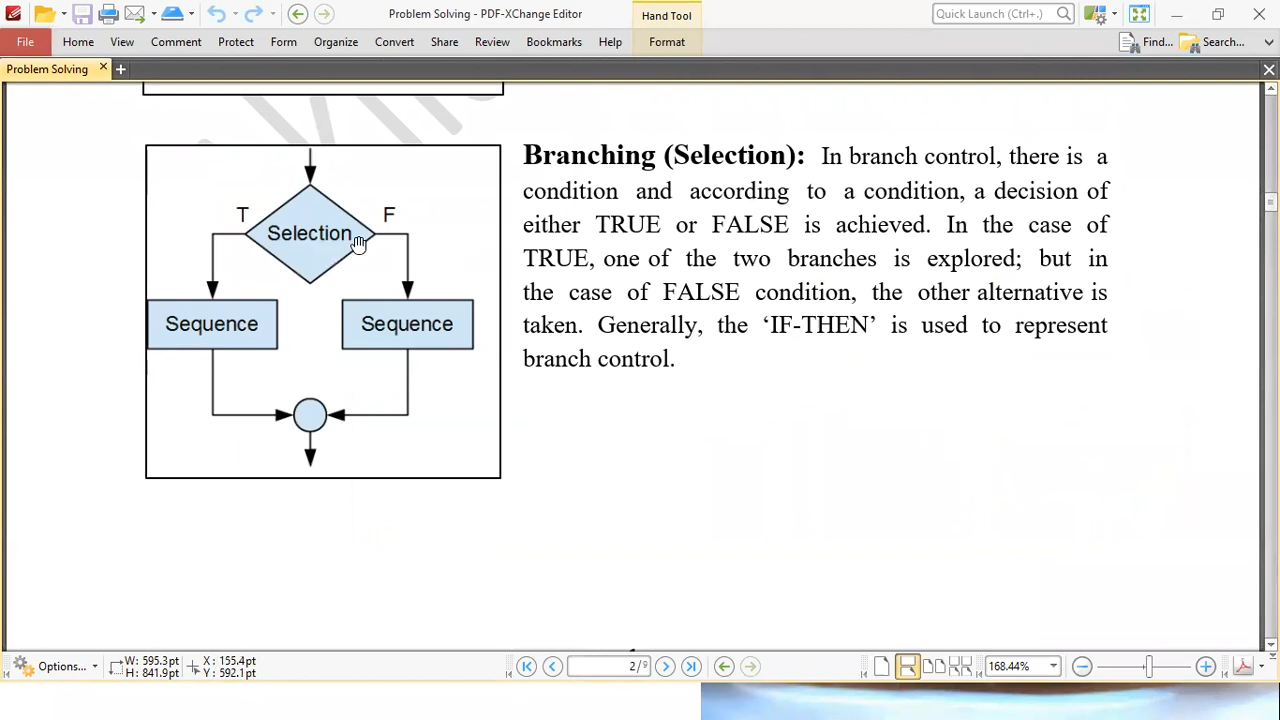 Problem Solving - PDF-XChange Editor
Hand Tool
Quick Launch (Ctrl+.)
File Home View Comment Protect Form Organize Convert Share Review Bookmarks Help Format Find... Search...
Problem Solving
Branching (Selection): In branch control, there is a
condition and according to a condition, a decision of
either TRUE or FALSE is achieved. In the case of
TRUE, one of the two branches is explored; but in
the case of FALSE condition, the other alternative is
taken. Generally, the ‘IF-THEN’ is used to represent
branch control.
T F
Selection
Sequence Sequence
Options... W: 595.3pt X: 155.4pt 2/9 168.44%
H: 841.9pt Y: 592.1pt